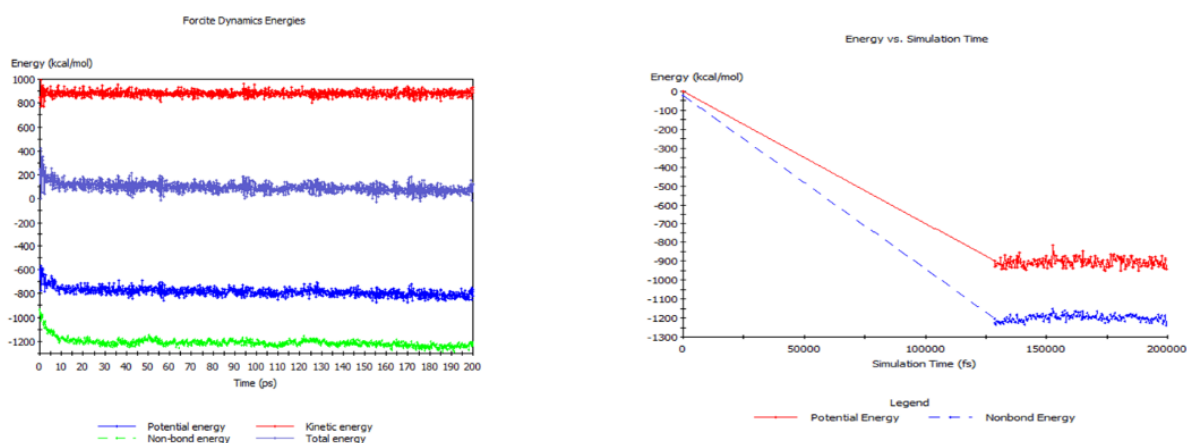 Forcite Dynamics Energies
Energy (kcal/mol)
1000
800
600
400
200
0
-200
-400
-600
-800
-1000
-1200
0 10 20 30 40 50 60 70 80 90 100 110 120 130 140 150 160 170 180 190 200
Time (ps)
Potential energy Kinetic energy
Non-bond energy Total energy
Energy vs. Simulation Time
Energy (kcal/mol)
0
-100
-200
-300
-400
-500
-600
-700
-800
-900
-1000
-1100
-1200
-1300
0 50000 100000 150000 200000
Simulation Time (fs)
Legend
Potential Energy Nonbond Energy